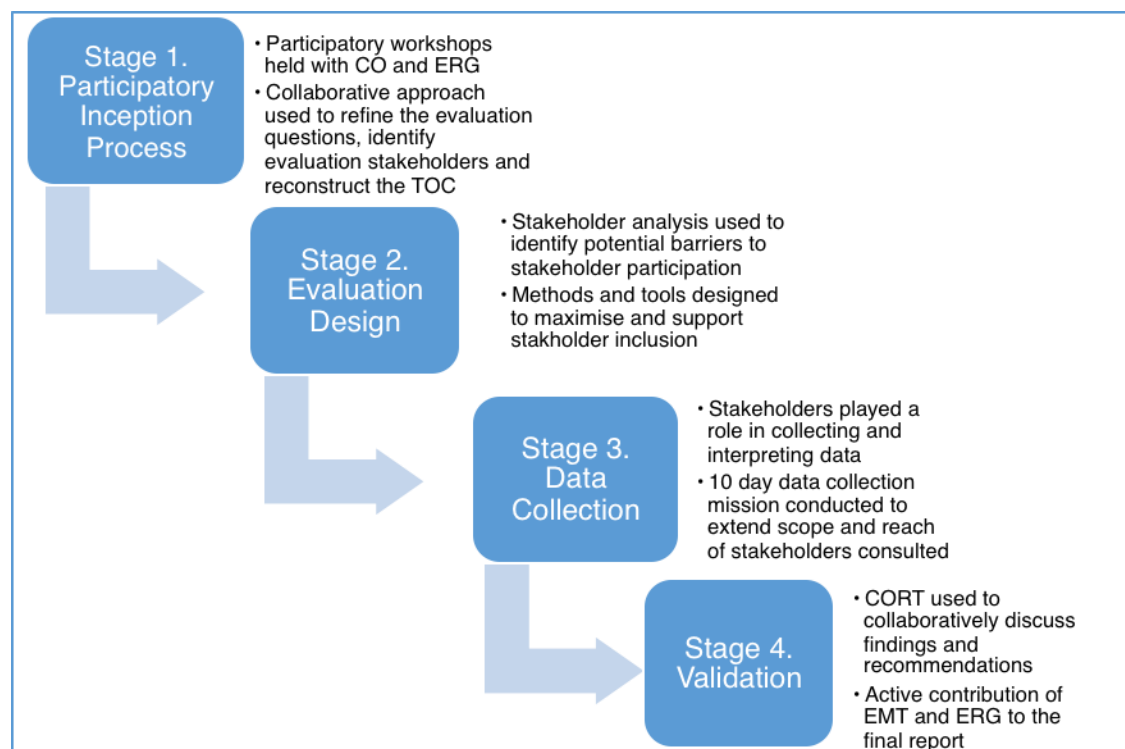 Stage 1.
Participatory
Inception
Process
• Participatory workshops
held with CO and ERG
• Collaborative approach
used to refine the evaluation
questions, identify
evaluation stakeholders and
reconstruct the TOC
Stage 2.
Evaluation
Design
• Stakeholder analysis used to
identify potential barriers to
stakeholder participation
• Methods and tools designed
to maximise and support
stakholder inclusion
Stage 3.
Data
Collection
• Stakeholders played a
role in collecting and
interpreting data
• 10 day data collection
mission conducted to
extend scope and reach
of stakeholders consulted
Stage 4.
Validation
• CORT used to
collaboratively discuss
findings and
recommendations
• Active contribution of
EMT and ERG to the
final report